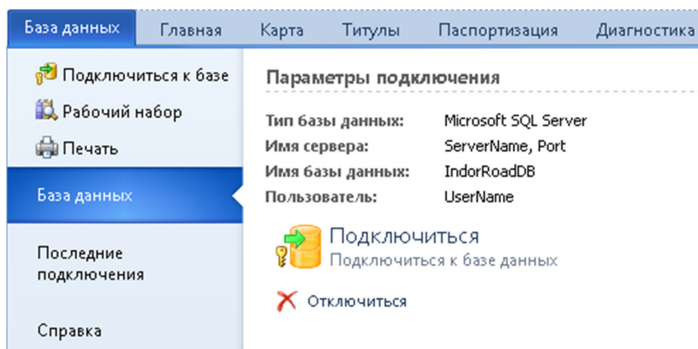 База данных Главная Карта Титулы Паспортизация Диагностика
Подключиться к базе
Рабочий набор
Печать
База данных
Последние
подключения
Справка
Параметры подключения
Тип базы данных: Microsoft SQL Server
Имя сервера: ServerName, Port
Имя базы данных: IndorRoadDB
Пользователь: UserName
Подключиться
Подключиться к базе данных
Отключиться